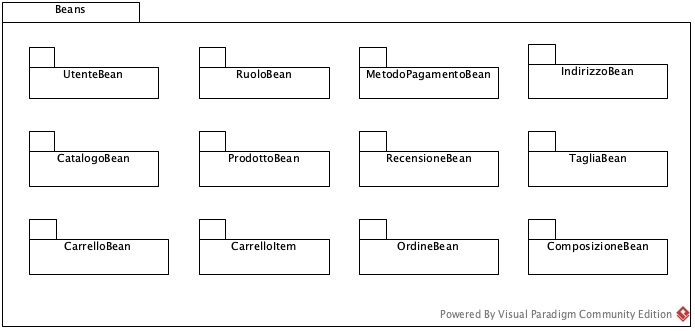 Beans
UtenteBean
RuoloBean
MetodoPagamentoBean
IndirizzoBean
CatalogoBean
ProdottoBean
RecensioneBean
TagliaBean
CarrelloBean
CarrelloItem
OrdineBean
ComposizioneBean
Powered By Visual Paradigm Community Edition